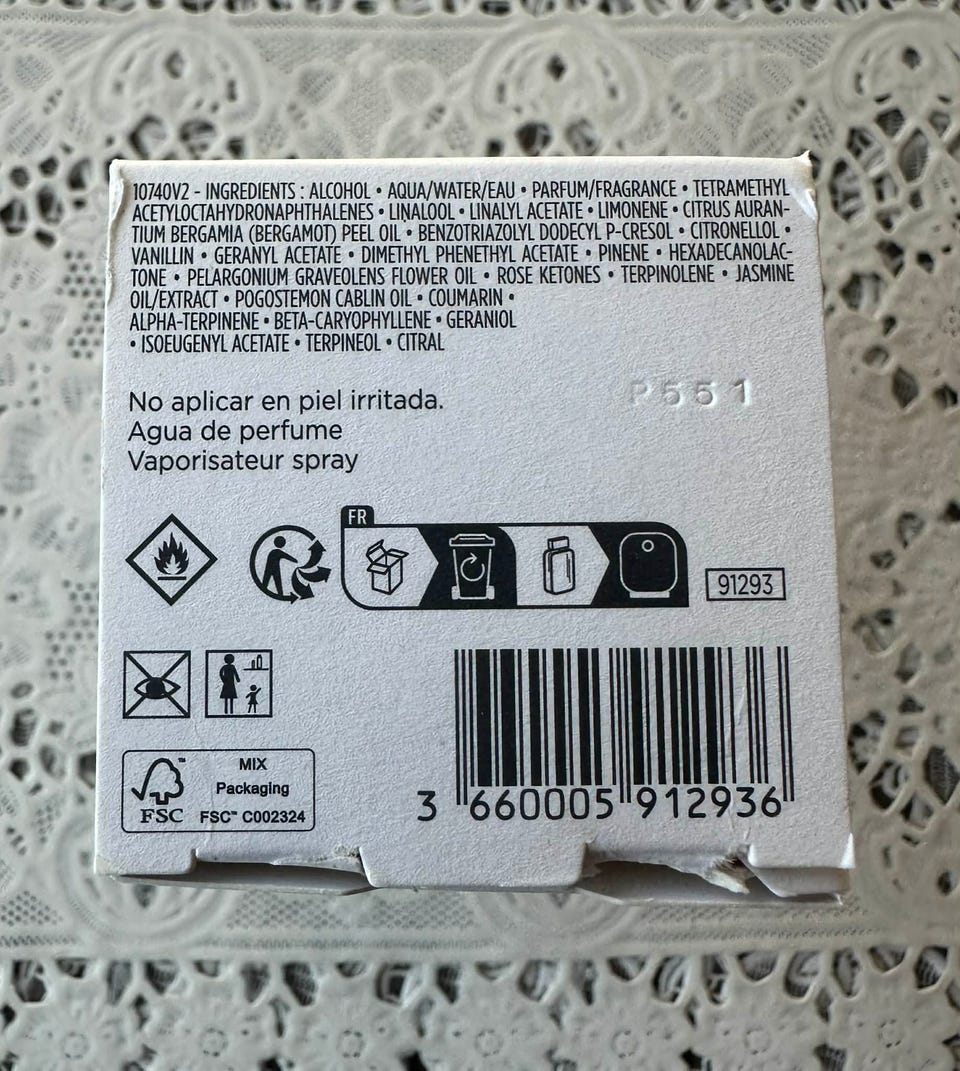 10740V2 - INGREDIENTS : ALCOHOL • AQUA/WATER/EAU • PARFUM/FRAGRANCE • TETRAMETHYL
ACETYLOCTAHYDRONAPHTHALENES • LINALOOL • LINALYL ACETATE • LIMONENE • CITRUS AURAN-
TIUM BERGAMIA (BERGAMOT) PEEL OIL • BENZOTRIAZOLYL DODECYL P-CRESOL • CITRONELLOL •
VANILLIN • GERANYL ACETATE • DIMETHYL PHENETHYL ACETATE • PINENE • HEXADECANOLAC-
TONE • PELARGONIUM GRAVEOLENS FLOWER OIL • ROSE KETONES • TERPINOLENE • JASMINE
OIL/EXTRACT • POGOSTEMON CABLIN OIL • COUMARIN •
ALPHA-TERPINENE • BETA-CARYOPHYLLENE • GERANIOL
• ISOEUGENYL ACETATE • TERPINEOL • CITRAL
P551
No aplicar en piel irritada.
Agua de perfume
Vaporisateur spray
FR
91293
MIX
Packaging
FSC™ C002324
FSC™
3 660005 912936